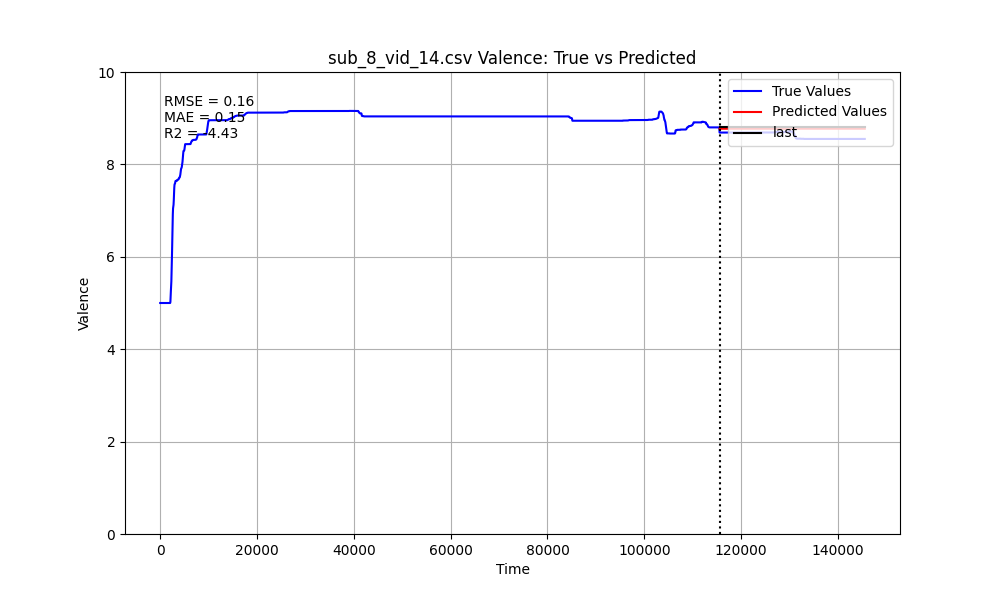 sub_8_vid_14.csv Valence: True vs Predicted
10
8
6
4
2
0
Valence
RMSE = 0.16
MAE = 0.15
R2 = -4.43
True Values
Predicted Values
last
0
20000
40000
60000
80000
100000
120000
140000
Time